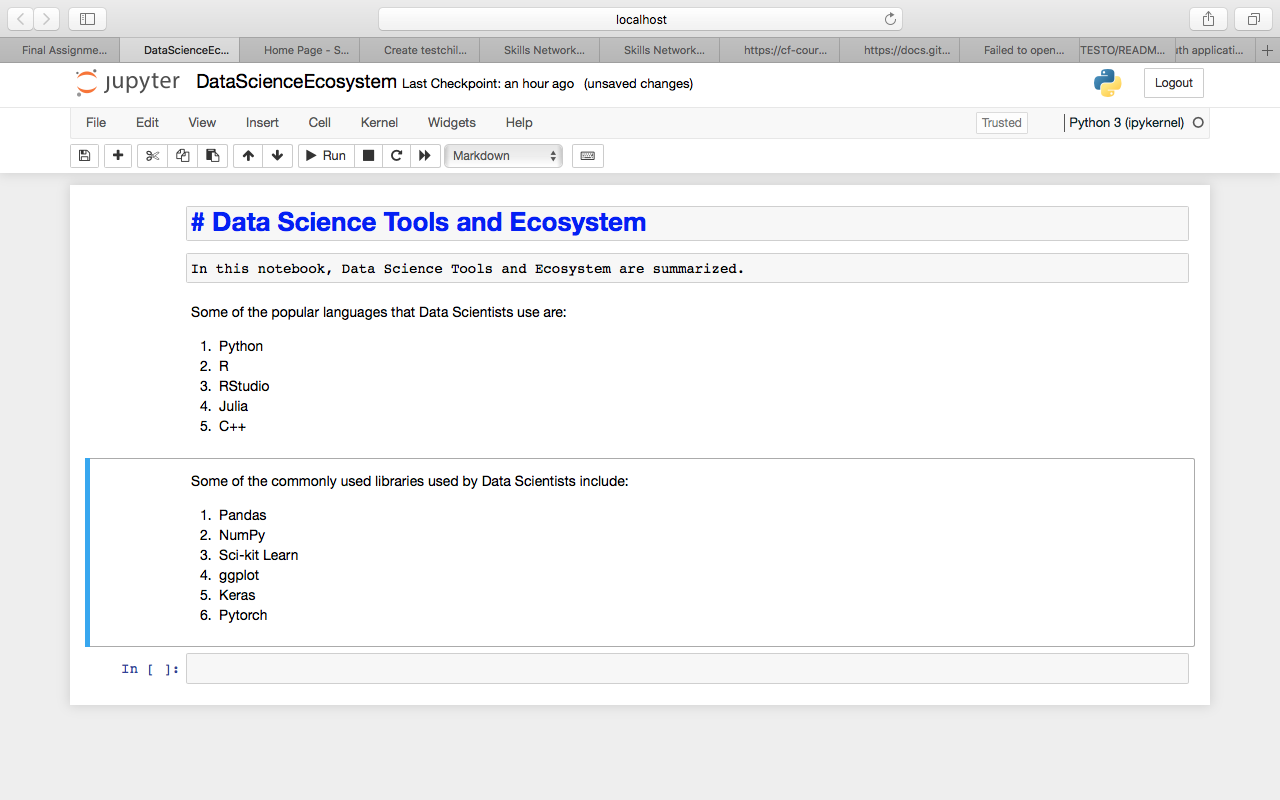 localhost
Final Assignme...
DataScienceEc...
Home Page - S...
Create testchil...
Skills Network...
Skills Network...
https://cf-cour...
https://docs.git...
Failed to open...
TESTO/READM...
uth applicati...
jupyter
DataScienceEcosystem Last Checkpoint: an hour ago (unsaved changes)
Logout
File Edit View Insert Cell Kernel Widgets Help
Trusted
Python 3 (ipykernel)
Run
Markdown
# Data Science Tools and Ecosystem
In this notebook, Data Science Tools and Ecosystem are summarized.
Some of the popular languages that Data Scientists use are:
1. Python
2. R
3. RStudio
4. Julia
5. C++
Some of the commonly used libraries used by Data Scientists include:
1. Pandas
2. NumPy
3. Sci-kit Learn
4. ggplot
5. Keras
6. Pytorch
In [ ]: